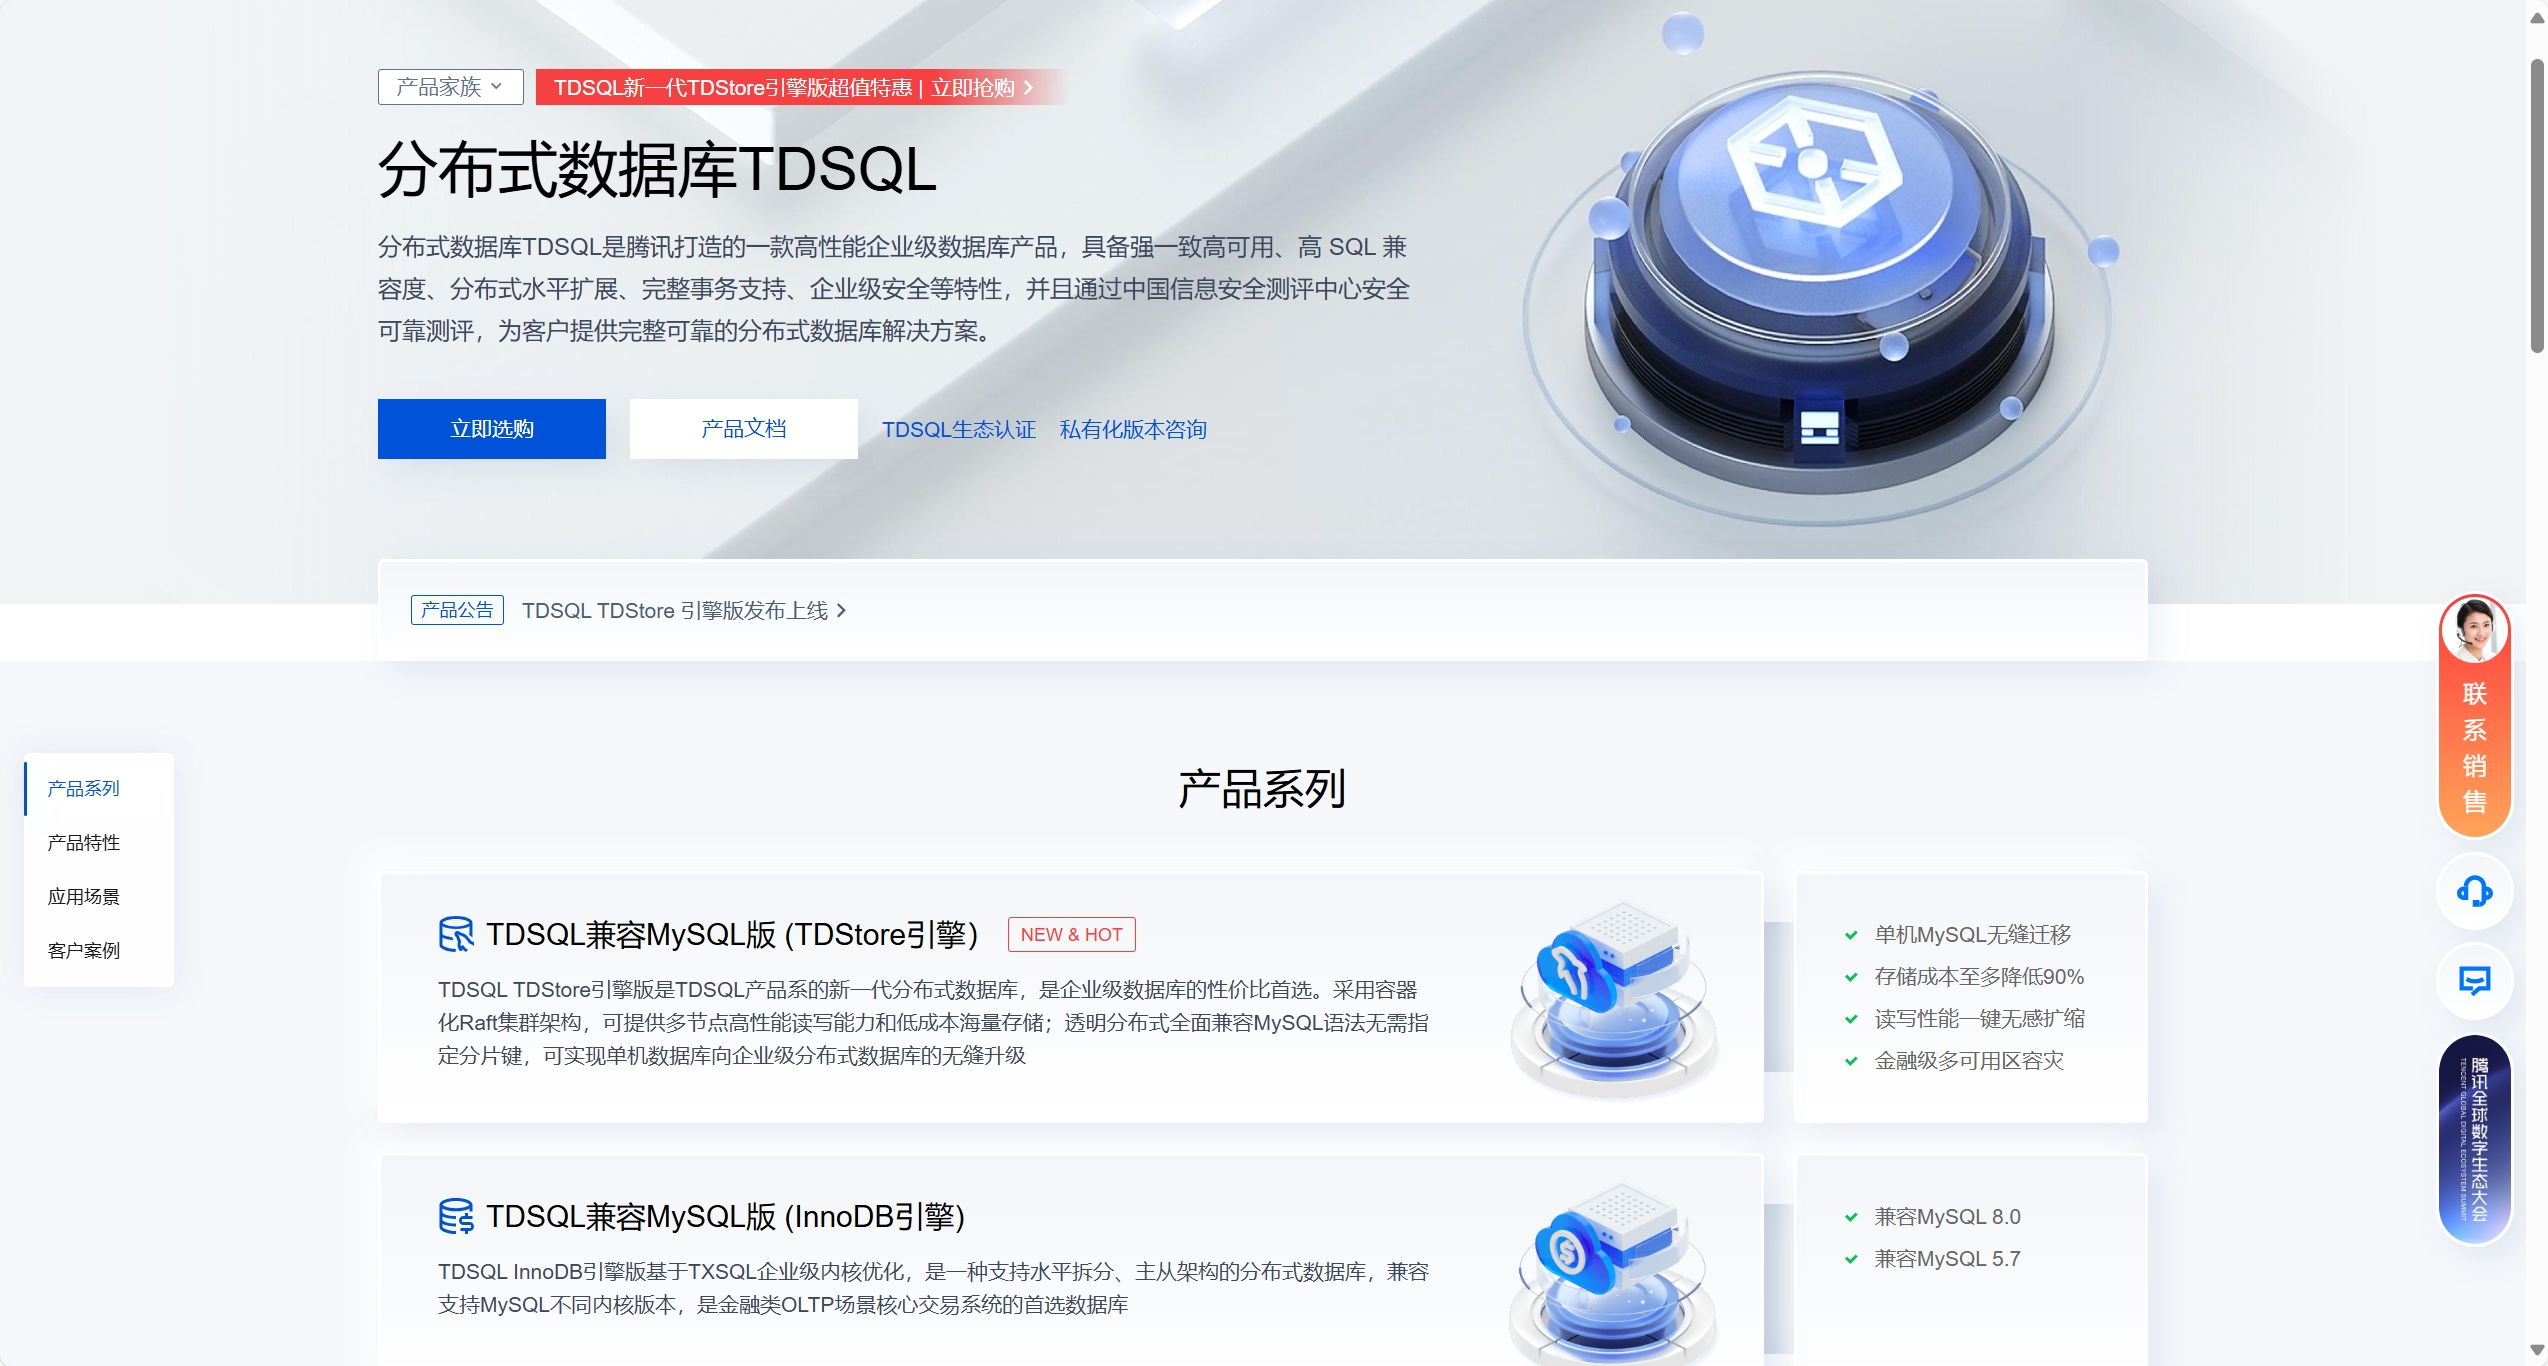 产品家族
TDSQL新一代TDStore引擎版超值特惠 | 立即抢购
分布式数据库TDSQL
分布式数据库TDSQL是腾讯打造的一款高性能企业级数据库产品，具备强一致高可用、高 SQL 兼
容度、分布式水平扩展、完整事务支持、企业级安全等特性，并且通过中国信息安全测评中心安全
可靠测评，为客户提供完整可靠的分布式数据库解决方案。
立即选购
产品文档
TDSQL生态认证
私有化版本咨询
产品公告
TDSQL TDStore 引擎版发布上线
产品系列
产品特性
应用场景
客户案例
产品系列
TDSQL兼容MySQL版 (TDStore引擎)
NEW & HOT
TDSQL TDStore引擎版是TDSQL产品系的新一代分布式数据库，是企业级数据库的性价比首选。采用容器
化Raft集群架构，可提供多节点高性能读写能力和低成本海量存储；透明分布式全面兼容MySQL语法无需指
定分片键，可实现单机数据库向企业级分布式数据库的无缝升级
单机MySQL无缝迁移
存储成本至多降低90%
读写性能一键无感扩缩
金融级多可用区容灾
TDSQL兼容MySQL版 (InnoDB引擎)
TDSQL InnoDB引擎版基于TXSQL企业级内核优化，是一种支持水平拆分、主从架构的分布式数据库，兼容
支持MySQL不同内核版本，是金融类OLTP场景核心交易系统的首选数据库
兼容MySQL 8.0
兼容MySQL 5.7
联系销售
腾讯全球数字生态大会
TENCENT GLOBAL DIGITAL ECOSYSTEM SUMMIT